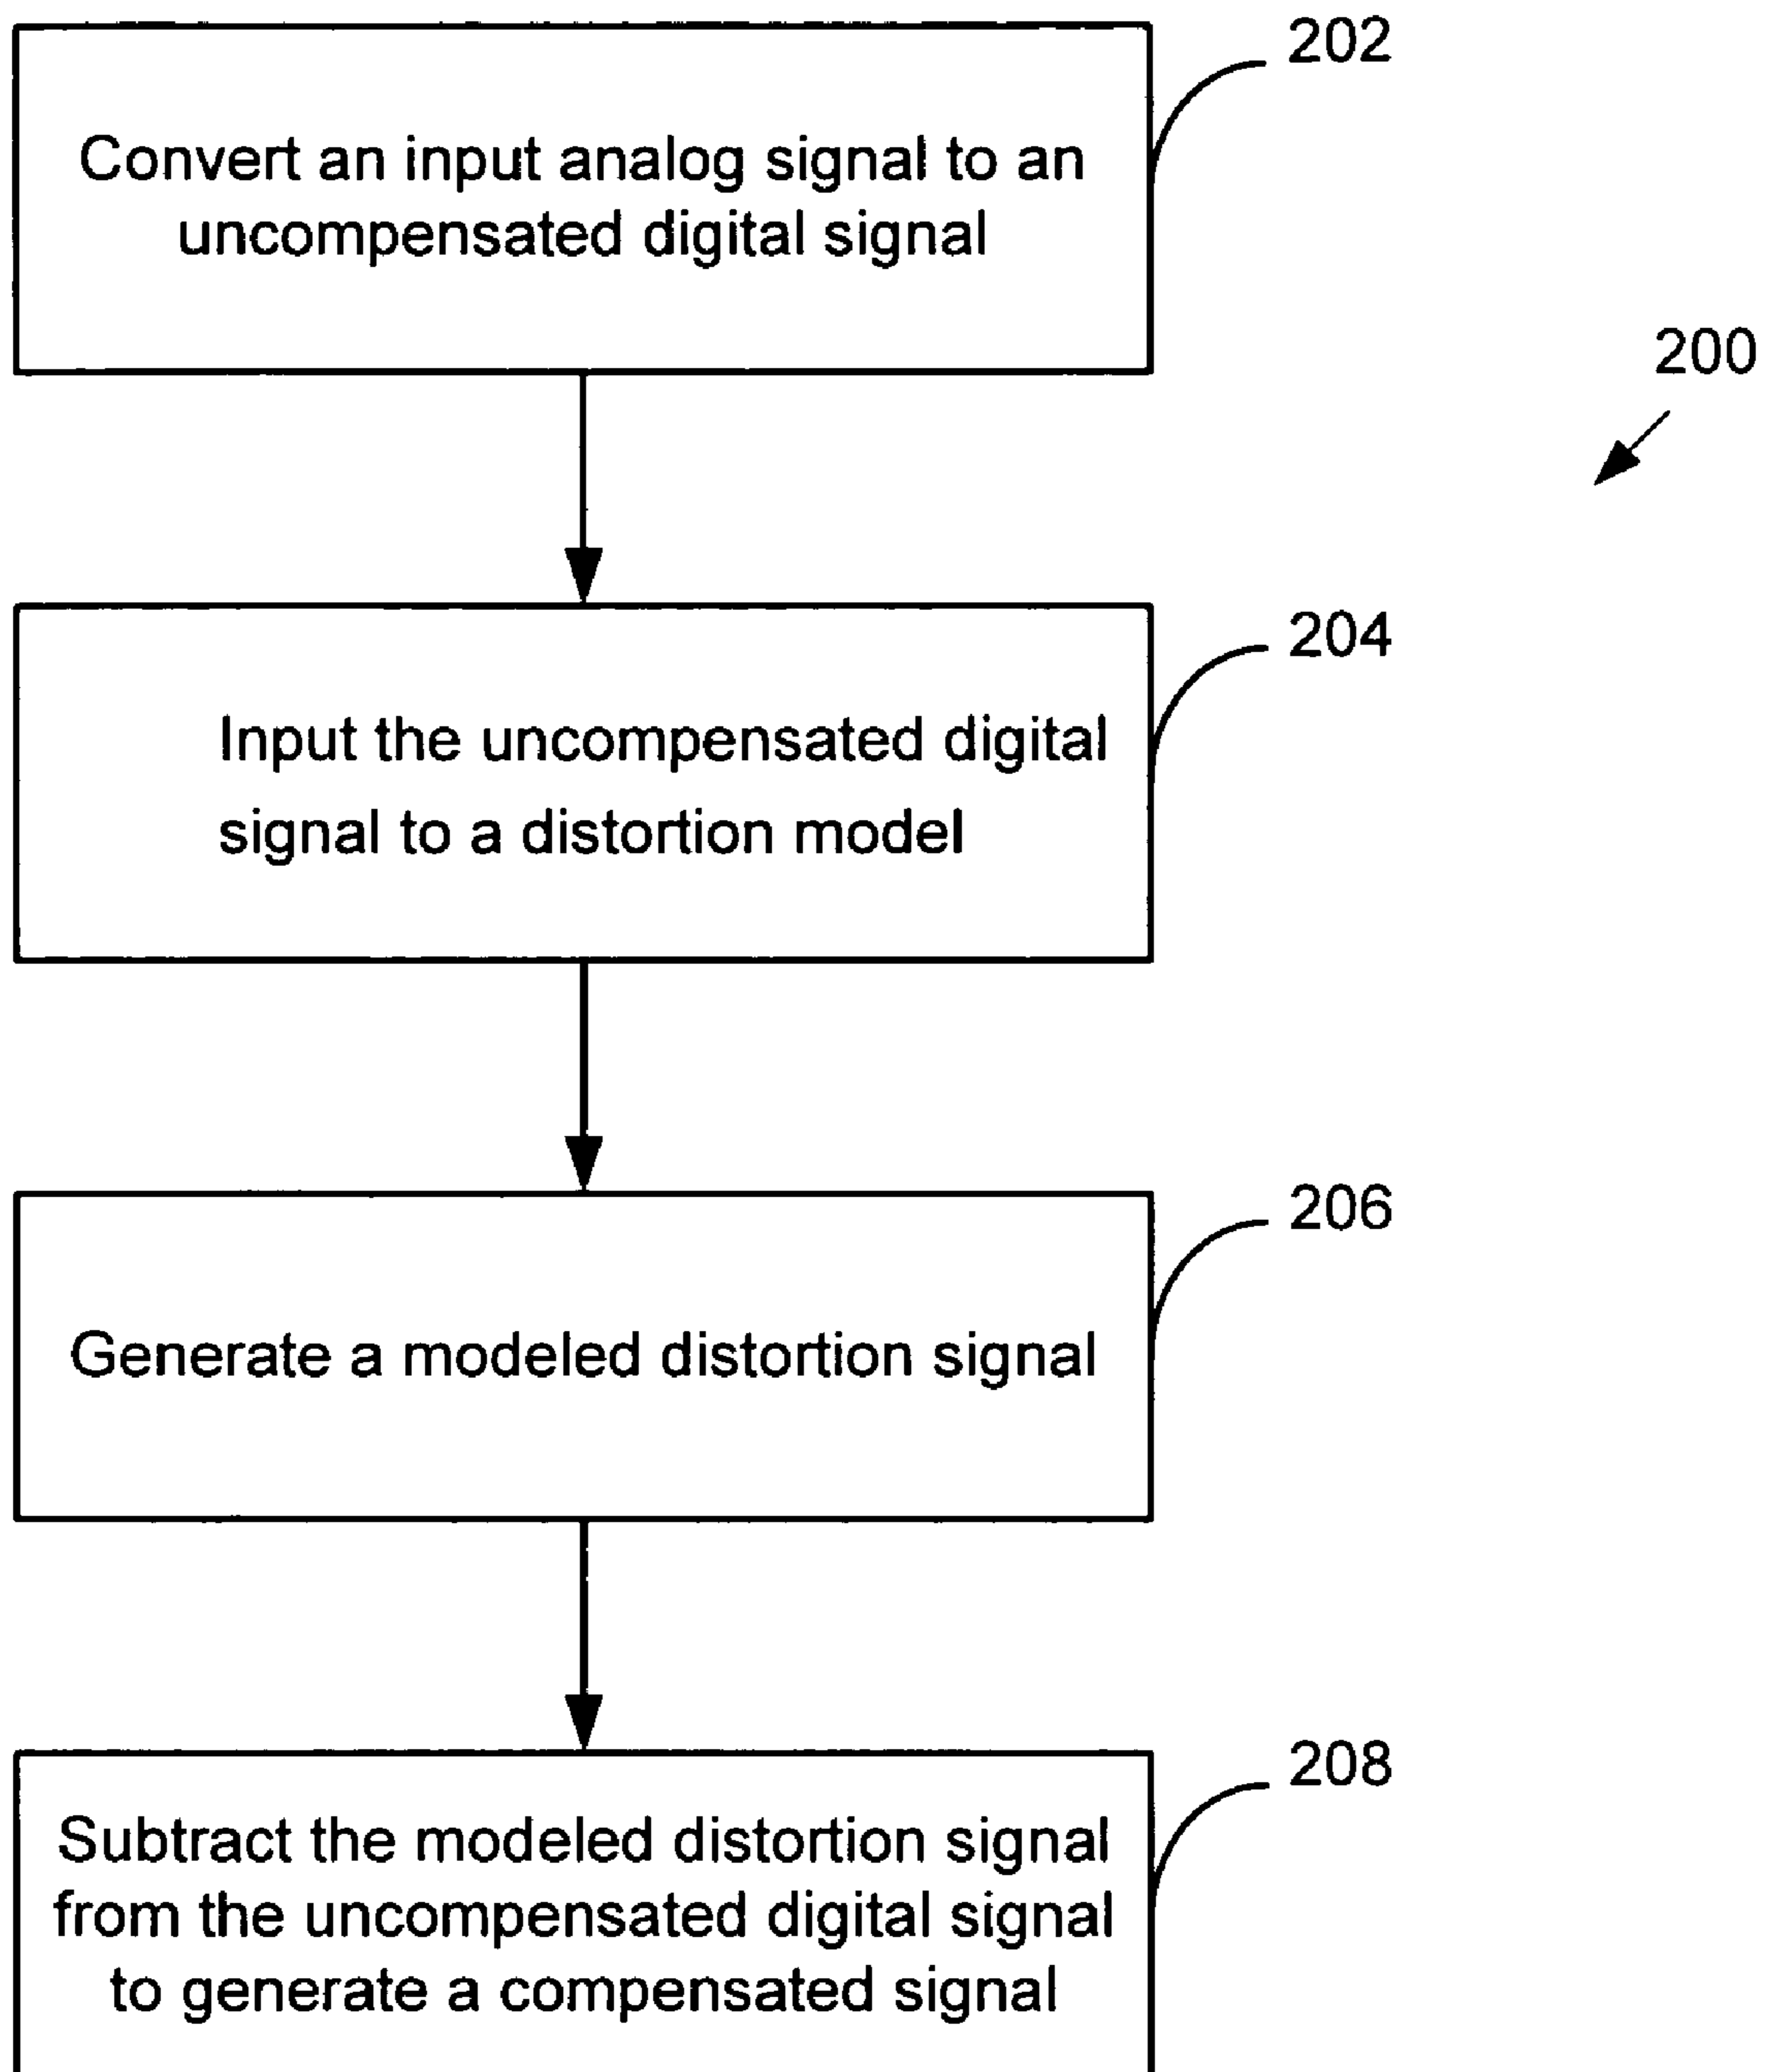 202
Convert an input analog signal to an
uncompensated digital signal
200
204
Input the uncompensated digital
signal to a distortion model
206
Generate a modeled distortion signal
208
Subtract the modeled distortion signal
from the uncompensated digital signal
to generate a compensated signal